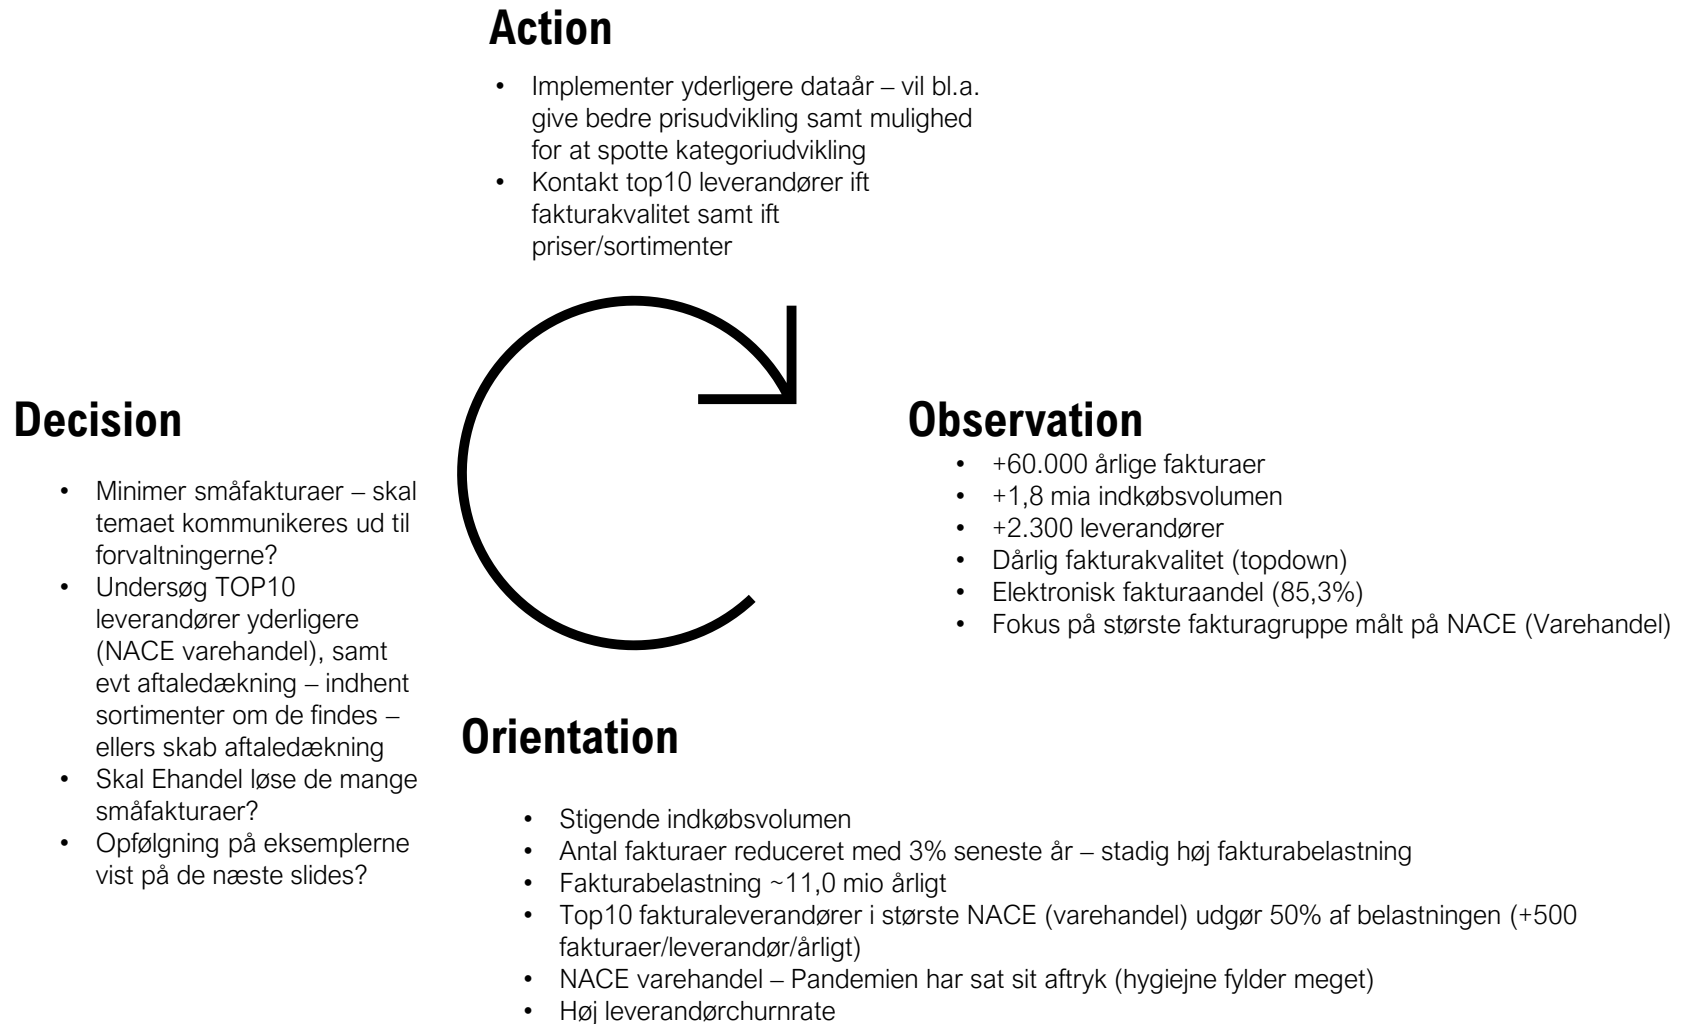 Action
• Implementer yderligere dataår – vil bl.a.
give bedre prisudvikling samt mulighed
for at spotte kategoriudvikling
• Kontakt top10 leverandører ift
fakturakvalitet samt ift
priser/sortimenter
Decision
• Minimer småfakturaer – skal
temaet kommunikeres ud til
forvaltningerne?
• Undersøg TOP10
leverandører yderligere
(NACE varehandel), samt
evt aftaledækning – indhent
sortimenter om de findes –
ellers skab aftaledækning
• Skal Ehandel løse de mange
småfakturaer?
• Opfølgning på eksemplerne
vist på de næste slides?
Observation
• +60.000 årlige fakturaer
• +1,8 mia indkøbsvolumen
• +2.300 leverandører
• Dårlig fakturakvalitet (topdown)
• Elektronisk fakturaandel (85,3%)
• Fokus på største fakturagruppe målt på NACE (Varehandel)
Orientation
• Stigende indkøbsvolumen
• Antal fakturaer reduceret med 3% seneste år – stadig høj fakturabelastning
• Fakturabelastning ~11,0 mio årligt
• Top10 fakturaleverandører i største NACE (varehandel) udgør 50% af belastningen (+500
fakturaer/leverandør/årligt)
• NACE varehandel – Pandemien har sat sit aftryk (hygiejne fylder meget)
• Høj leverandørchurnrate